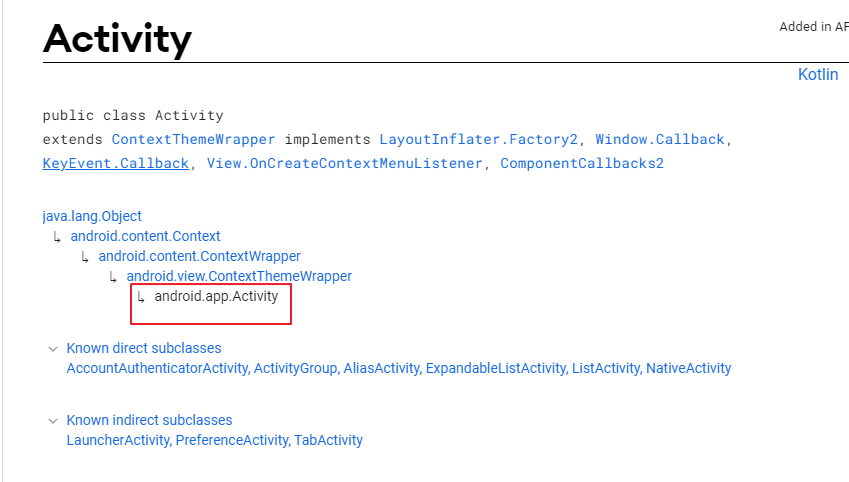 Activity
Added in AP
Kotlin
public class Activity
extends ContextThemeWrapper implements LayoutInflater.Factory2, Window.Callback,
KeyEvent.Callback, View.OnCreateContextMenuListener, ComponentCallbacks2
java.lang.Object
↳ android.content.Context
↳ android.content.ContextWrapper
↳ android.view.ContextThemeWrapper
↳ android.app.Activity
Known direct subclasses
AccountAuthenticatorActivity, ActivityGroup, AliasActivity, ExpandableListActivity, ListActivity, NativeActivity
Known indirect subclasses
LauncherActivity, PreferenceActivity, TabActivity